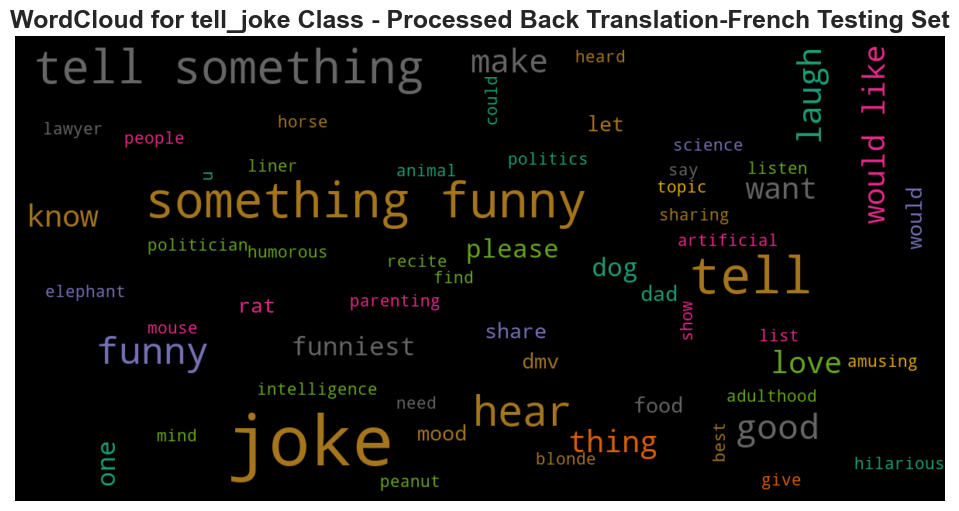 WordCloud for tell_joke Class - Processed Back Translation-French Testing Set
tell something
make
heard
laugh
would like
could
lawyer
people
horse
let
science
liner
animal
politics
say
listen
u
topic
want
something funny
know
sharing
would
politician
humorous
please
artificial
recite
find
dog
tell
elephant
rat
parenting
dad
show
mouse
share
list
funny
funniest
dmv
love
amusing
intelligence
need
food
adulthood
joke
hear
good
one
mind
mood
thing
best
blonde
hilarious
peanut
give